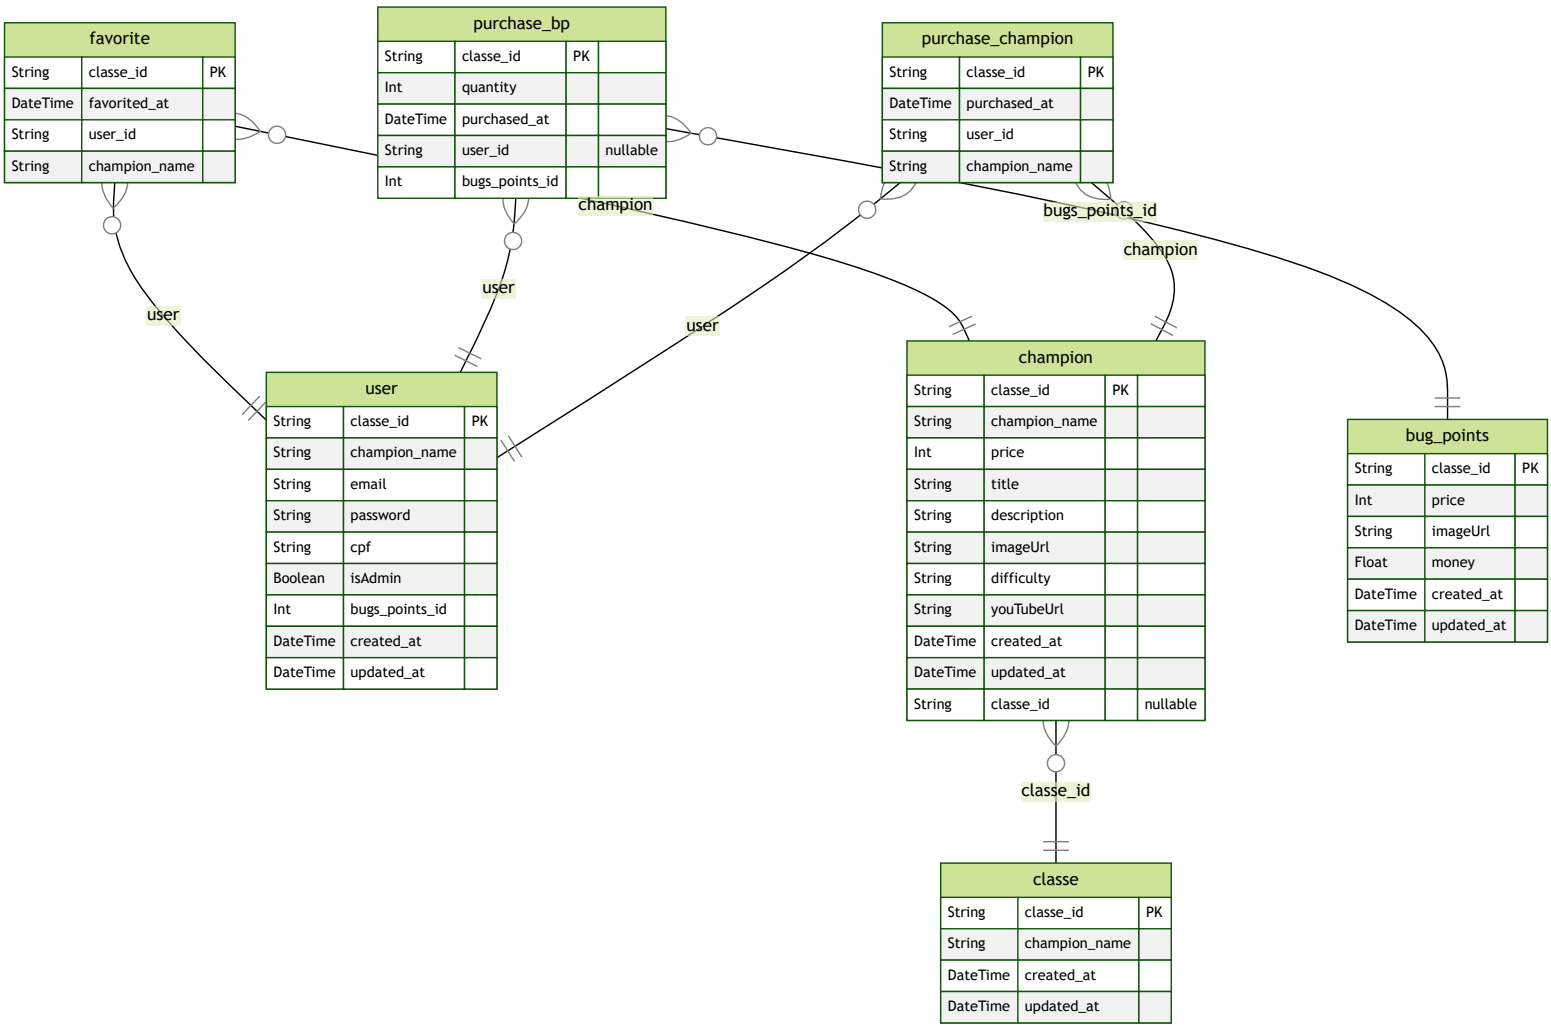 favorite
String classe_id PK
DateTime favorited_at
String user_id
String champion_name
purchase_bp
String classe_id PK
Int quantity
DateTime purchased_at
String user_id nullable
Int bugs_points_id
purchase_champion
String classe_id PK
DateTime purchased_at
String user_id
String champion_name
champion
bugs_points_id
champion
user
user
user
user
String classe_id PK
String champion_name
String email
String password
String cpf
Boolean isAdmin
Int bugs_points_id
DateTime created_at
DateTime updated_at
champion
String classe_id PK
String champion_name
Int price
String title
String description
String imageUrl
String difficulty
String youTubeUrl
DateTime created_at
DateTime updated_at
String classe_id nullable
bug_points
String classe_id PK
Int price
String imageUrl
Float money
DateTime created_at
DateTime updated_at
classe_id
classe
String classe_id PK
String champion_name
DateTime created_at
DateTime updated_at